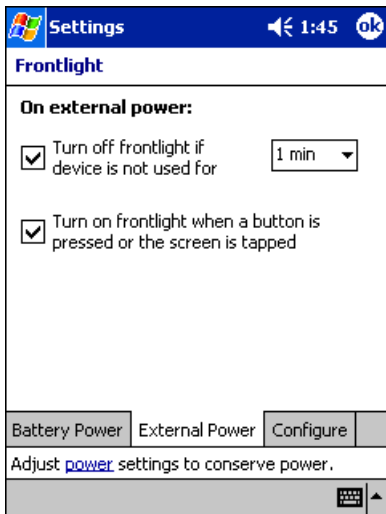 Settings 1:45 ok
Frontlight
On external power:
Turn off frontlight if
device is not used for
1 min
Turn on frontlight when a button is
pressed or the screen is tapped
Battery Power External Power Configure
Adjust power settings to conserve power.